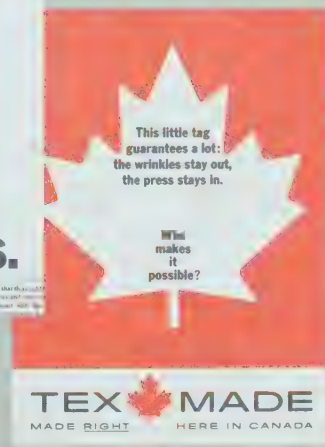 This little tag
guarantees a lot:
the wrinkles stay out,
the press stays in.
makes
it
possible?
s.
TEX MADE
MADE RIGHT HERE IN CANADA